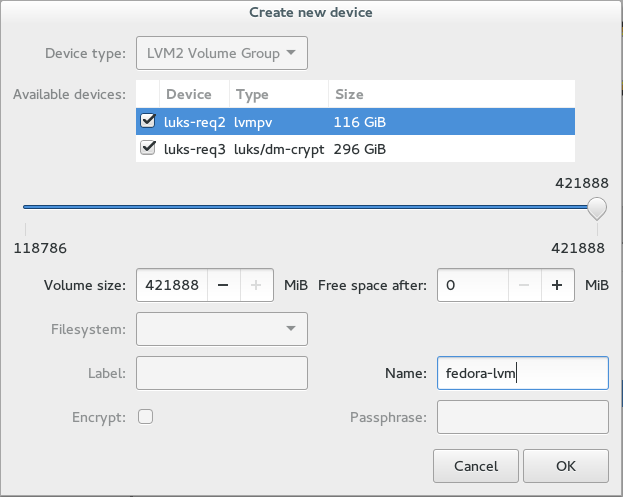 Create new device
Device type: LVM2 Volume Group
Available devices: Device Type Size
luks-req2 lvmpv 116 GiB
luks-req3 luks/dm-crypt 296 GiB
421888
118786 421888
Volume size: 421888 − + MiB Free space after: 0 − + MiB
Filesystem:
Label: Name: fedora-lvm
Encrypt: Passphrase:
Cancel OK